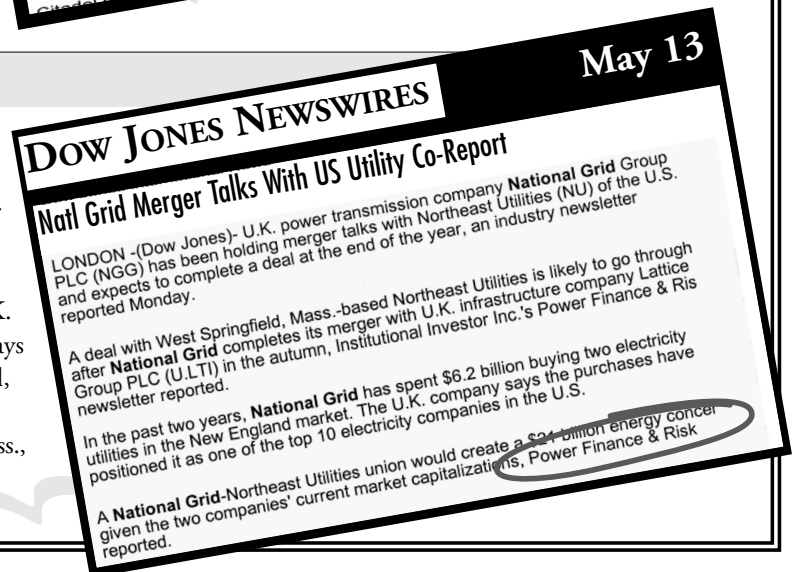 May 13
DOW JONES NEWSWIRES
Natl Grid Merger Talks With US Utility Co-Report
LONDON -(Dow Jones)- U.K. power transmission company National Grid Group
PLC (NGG) has been holding merger talks with Northeast Utilities (NU) of the U.S.
and expects to complete a deal at the end of the year, an industry newsletter
reported Monday.
A deal with West Springfield, Mass.-based Northeast Utilities is likely to go through
after National Grid completes its merger with U.K. infrastructure company Lattice
Group PLC (U.LTI) in the autumn, Institutional Investor Inc.'s Power Finance & Ris
newsletter reported.
In the past two years, National Grid has spent $6.2 billion buying two electricity
utilities in the New England market. The U.K. company says the purchases have
positioned it as one of the top 10 electricity companies in the U.S.
A National Grid-Northeast Utilities union would create a $24 billion energy concer
given the two companies' current market capitalizations, Power Finance & Risk
reported.